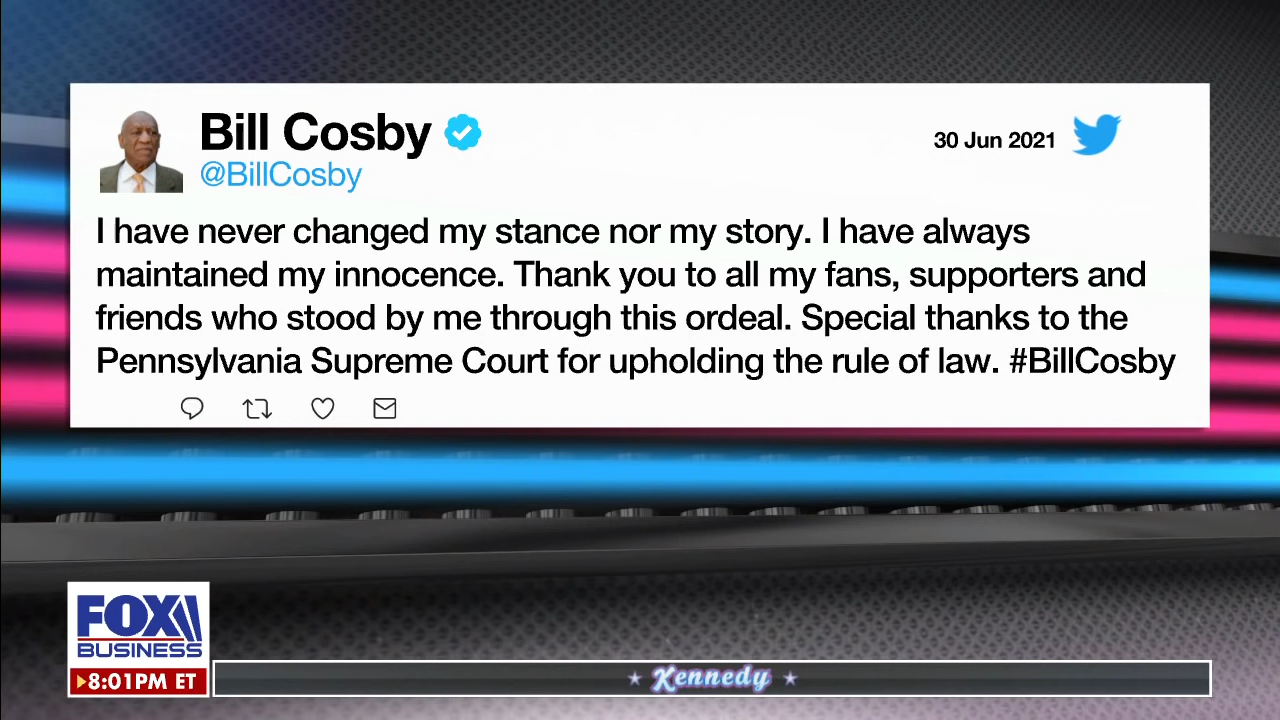 Bill Cosby
@BillCosby
30 Jun 2021
I have never changed my stance nor my story. I have always
maintained my innocence. Thank you to all my fans, supporters and
friends who stood by me through this ordeal. Special thanks to the
Pennsylvania Supreme Court for upholding the rule of law. #BillCosby
FOX
BUSINESS
8:01PM ET
Kennedy